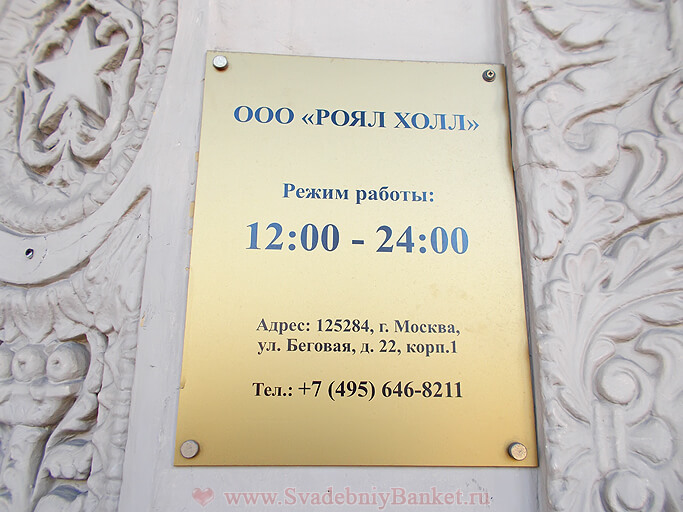 ООО «РОЯЛ ХОЛЛ»
Режим работы:
12:00 - 24:00
Адрес: 125284, г. Москва,
ул. Беговая, д. 22, корп.1
Тел.: +7 (495) 646-8211
www.SvadebniyBanket.ru